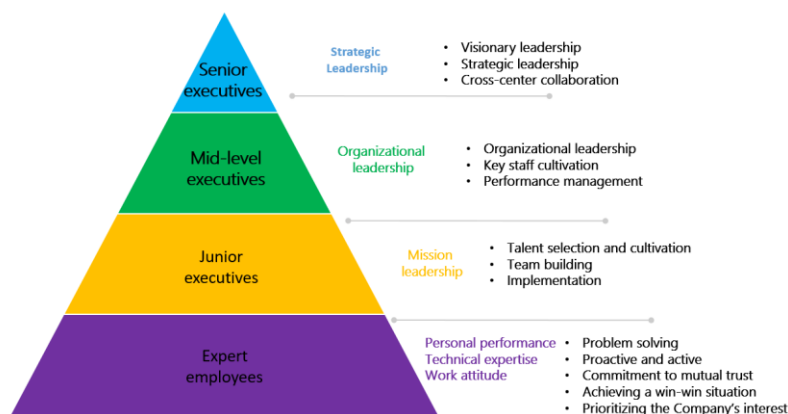 Senior
executives
Strategic
Leadership
• Visionary leadership
• Strategic leadership
• Cross-center collaboration
Mid-level
executives
Organizational
leadership
• Organizational leadership
• Key staff cultivation
• Performance management
Junior
executives
Mission
leadership
• Talent selection and cultivation
• Team building
• Implementation
Expert
employees
Personal performance
Technical expertise
Work attitude
• Problem solving
• Proactive and active
• Commitment to mutual trust
• Achieving a win-win situation
• Prioritizing the Company's interest